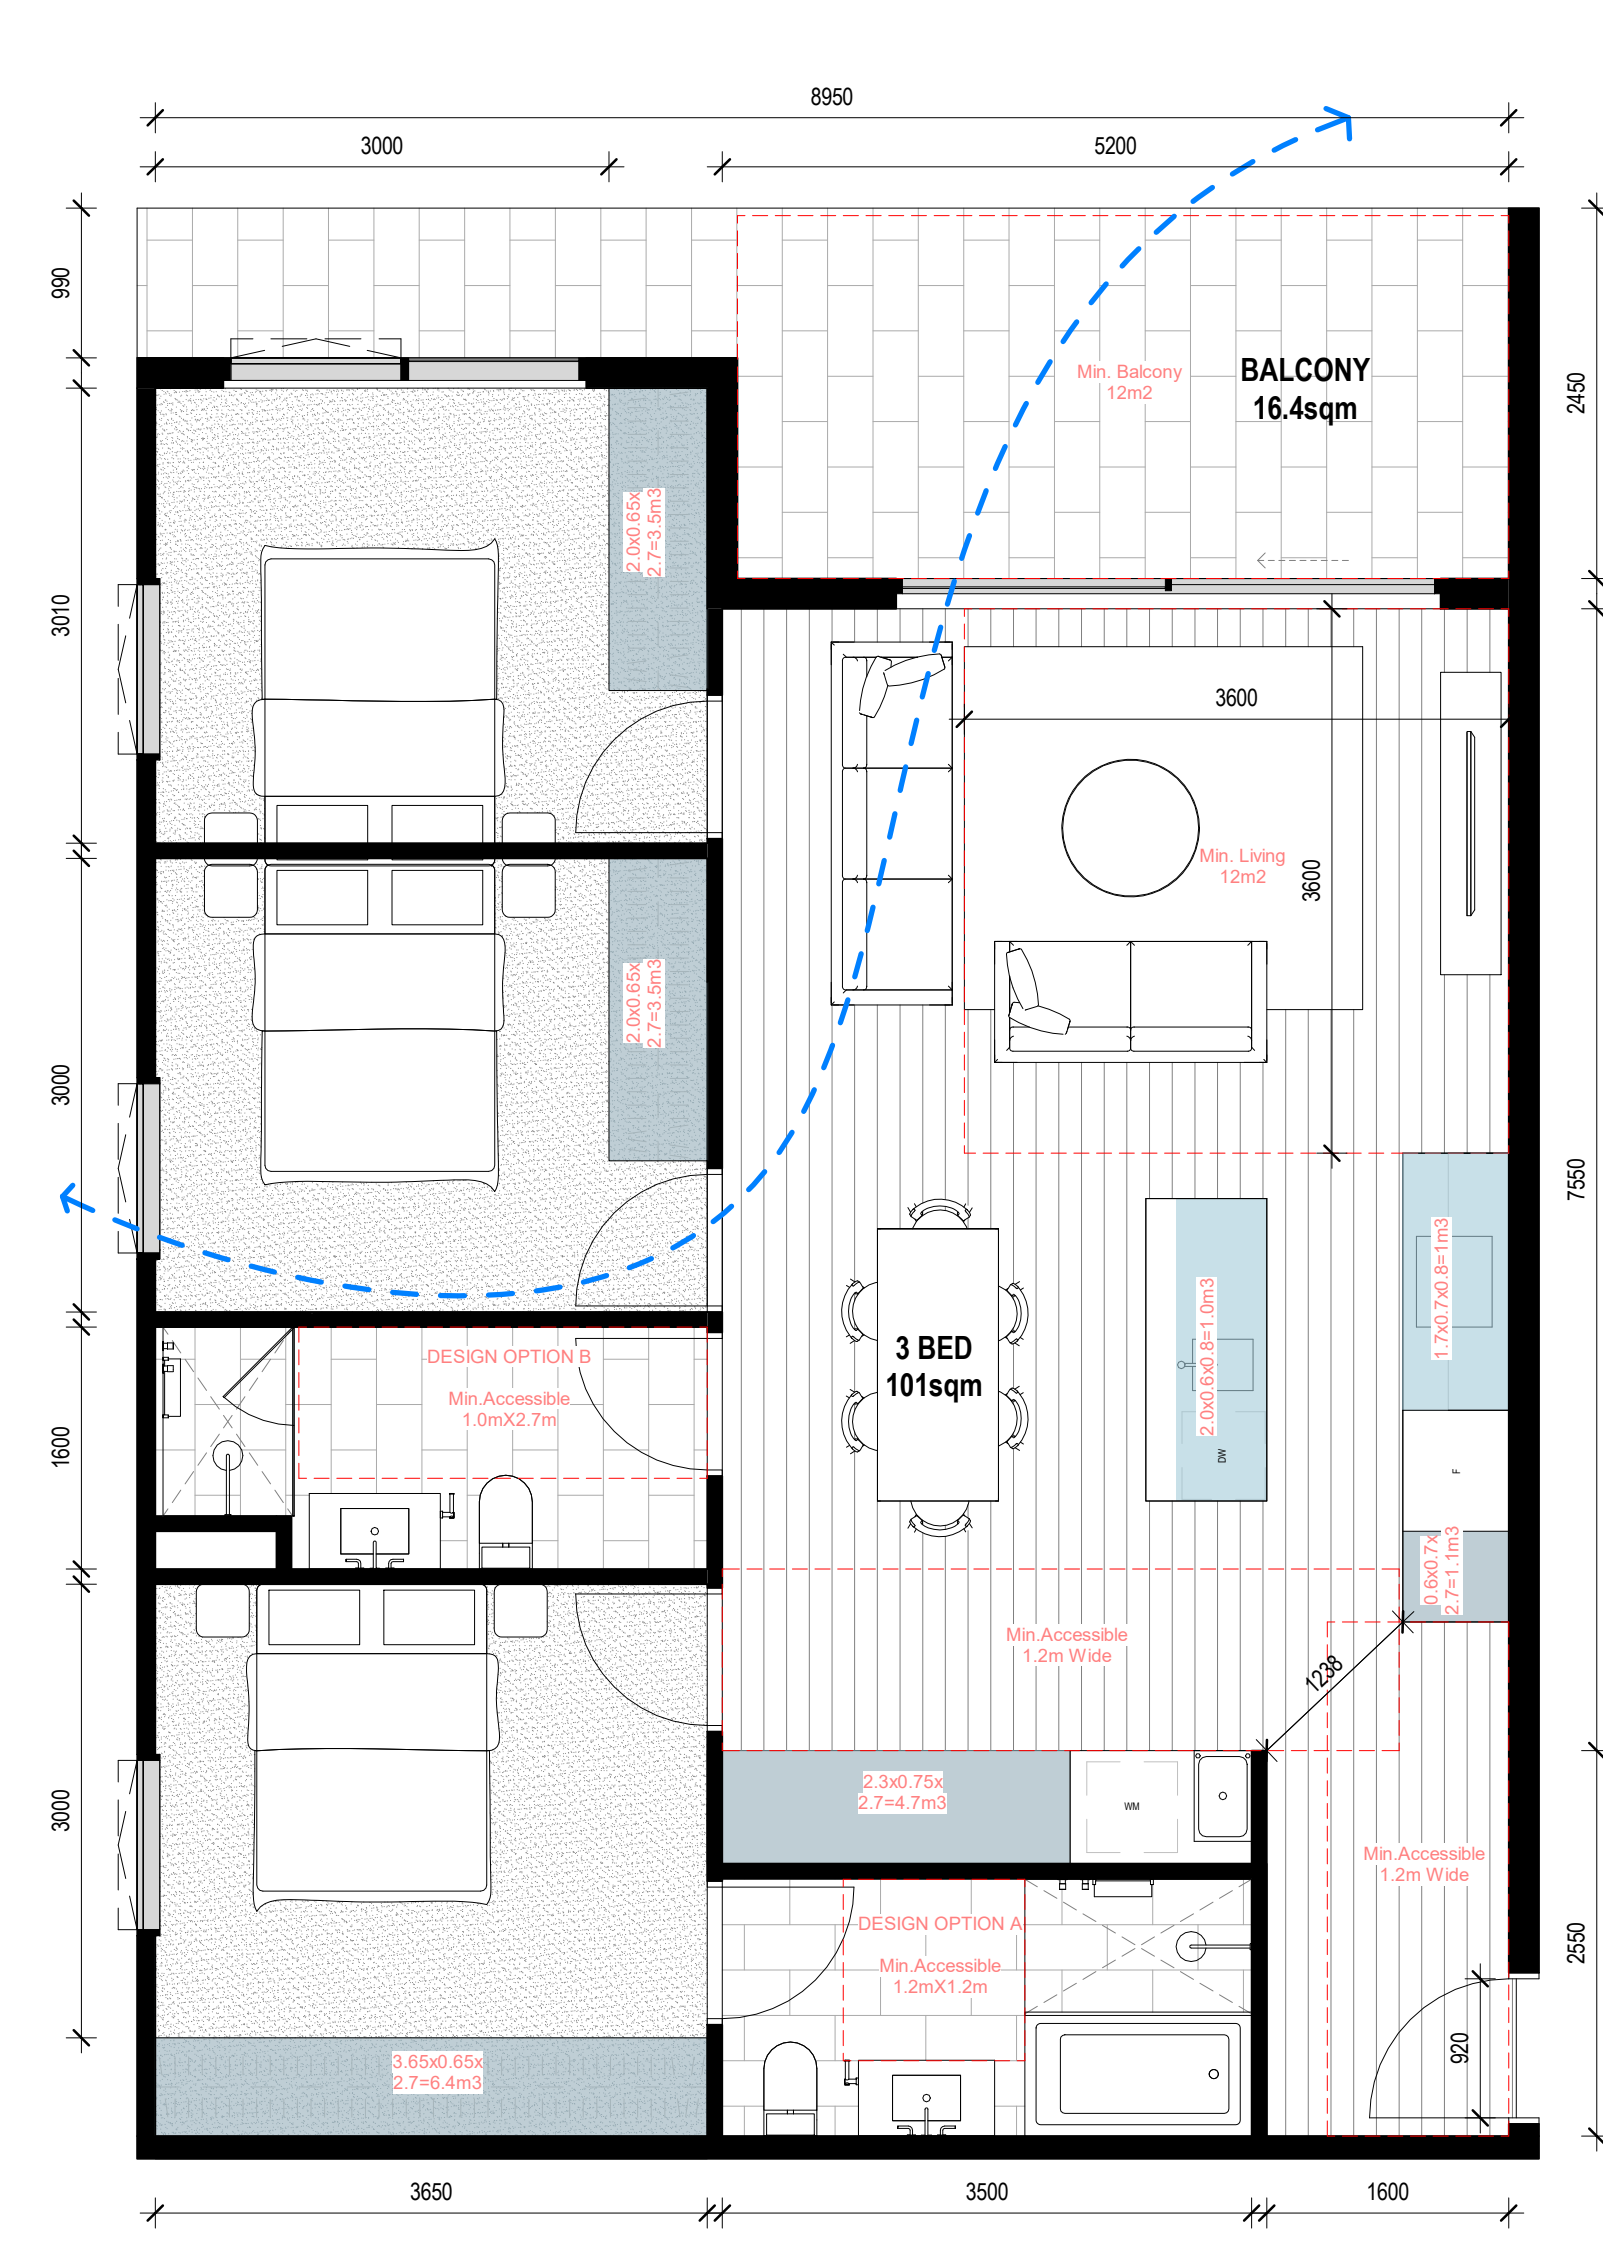 8950
3000
5200
990
2450
Min. Balcony
12m2
BALCONY
16.4sqm
2.0x0.65x
2.7=3.5m3
3010
3600
Min. Living
12m2
3600
2.0x0.65x
2.7=3.5m3
3000
7550
1.7x0.7x0.8=1m3
2.0x0.6x0.8=1.0m3
3 BED
101sqm
DESIGN OPTION B
Min.Accessible
1.0mX2.7m
1600
DW
F
0.6x0.7x
2.7=1.1m3
Min.Accessible
1.2m Wide
1238
2.3x0.75x
2.7=4.7m3
WM
3000
Min.Accessible
1.2m Wide
DESIGN OPTION A
Min.Accessible
1.2mX1.2m
2550
920
3.65x0.65x
2.7=6.4m3
3650
3500
1600